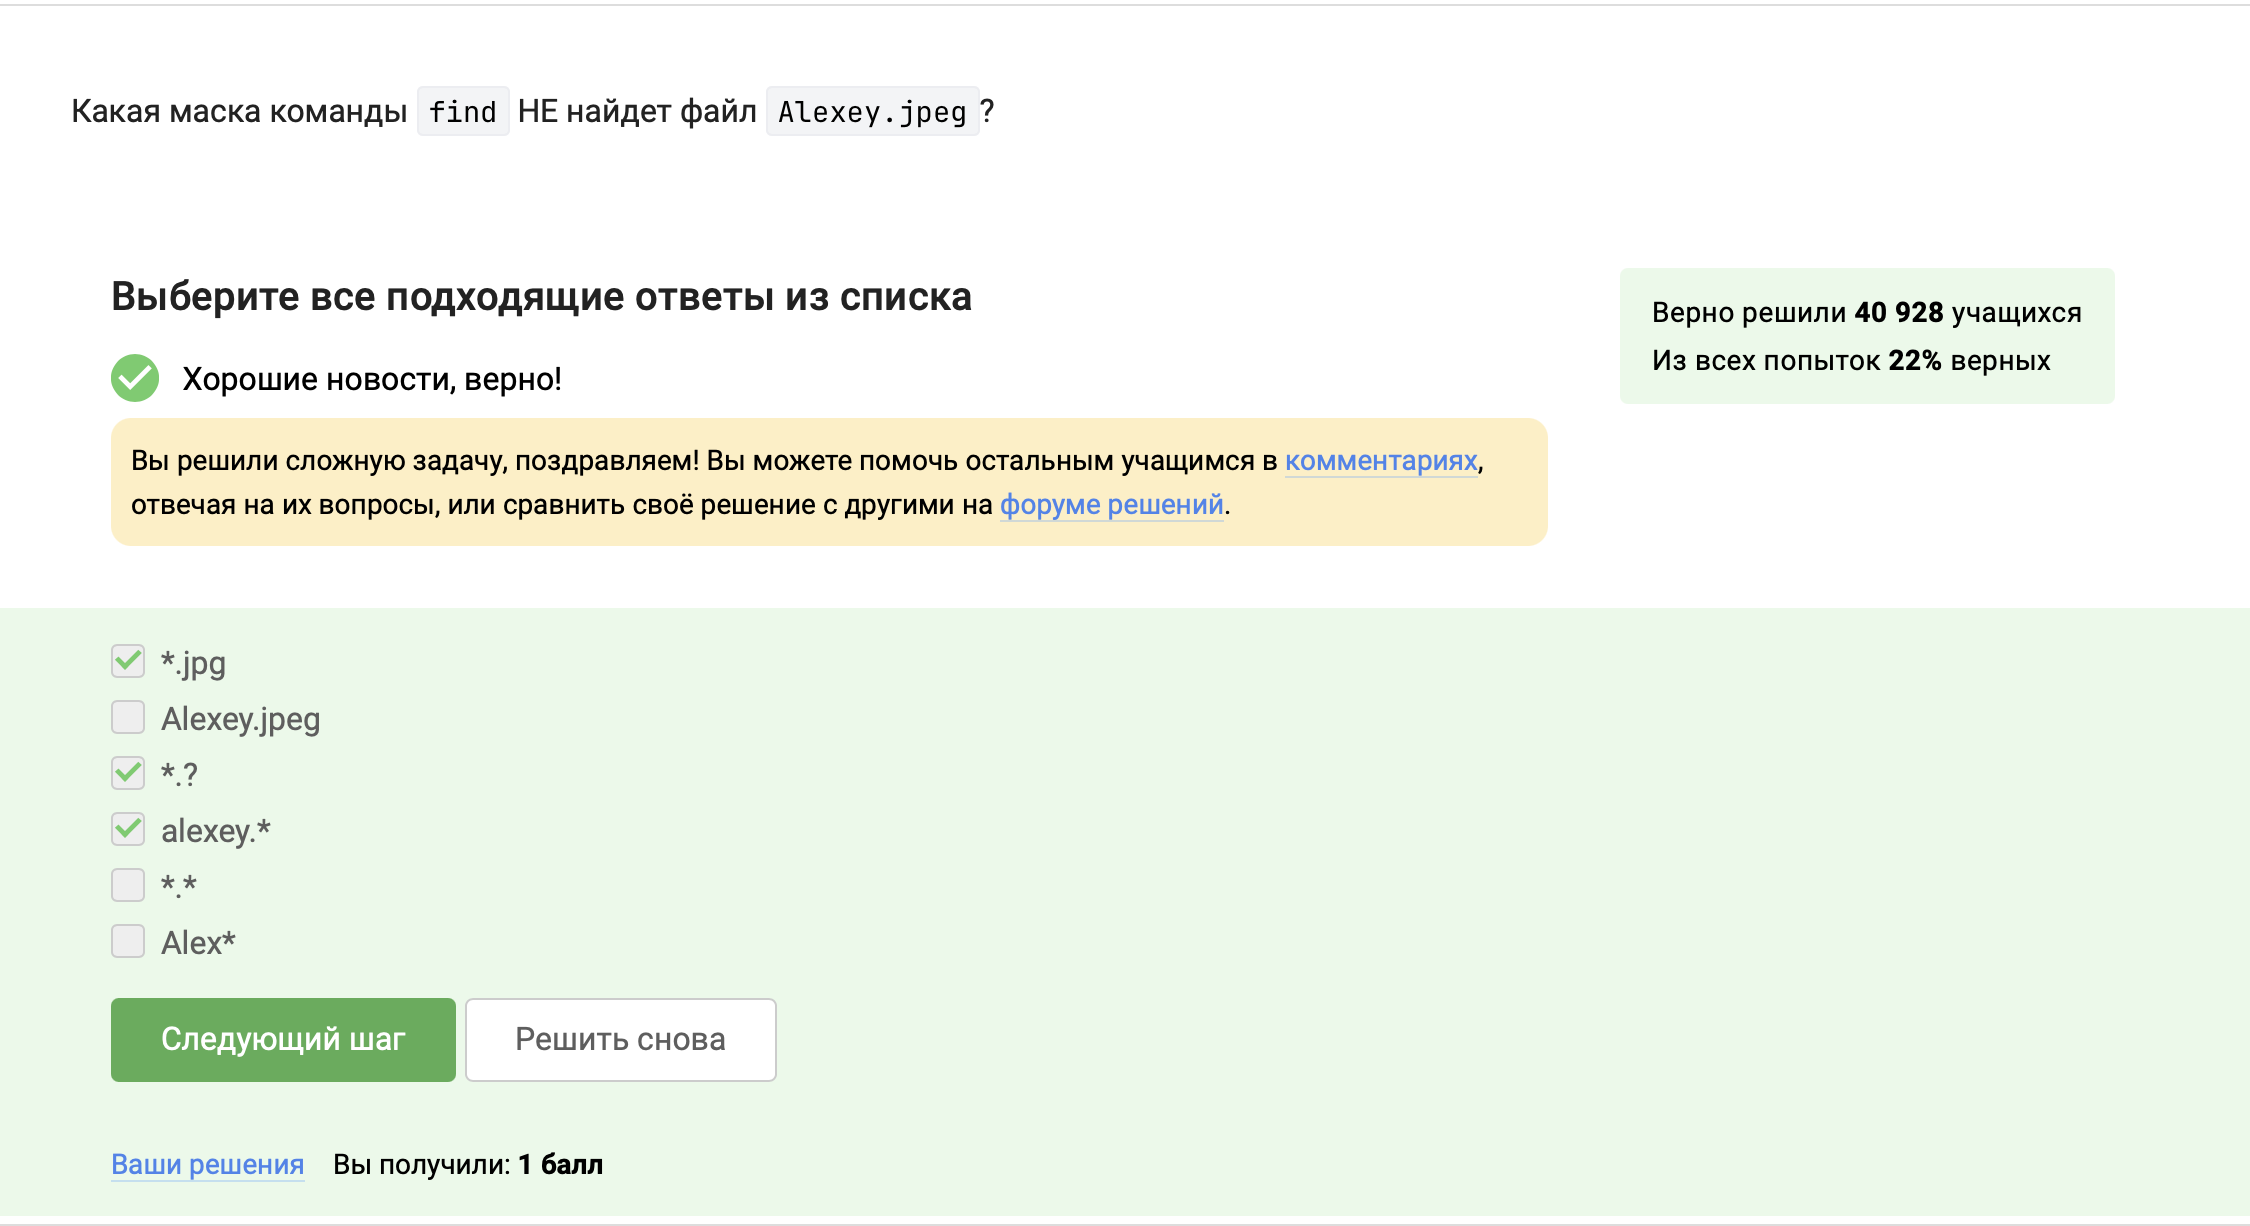 Какая маска команды find НЕ найдет файл Alexey.jpeg?
Выберите все подходящие ответы из списка
Верно решили 40 928 учащихся
Из всех попыток 22% верных
Хорошие новости, верно!
Вы решили сложную задачу, поздравляем! Вы можете помочь остальным учащимся в комментариях,
отвечая на их вопросы, или сравнить своё решение с другими на форуме решений.
*.jpg
Alexey.jpeg
*.?
alexey.*
*.*
Alex*
Следующий шаг
Решить снова
Ваши решения Вы получили: 1 балл